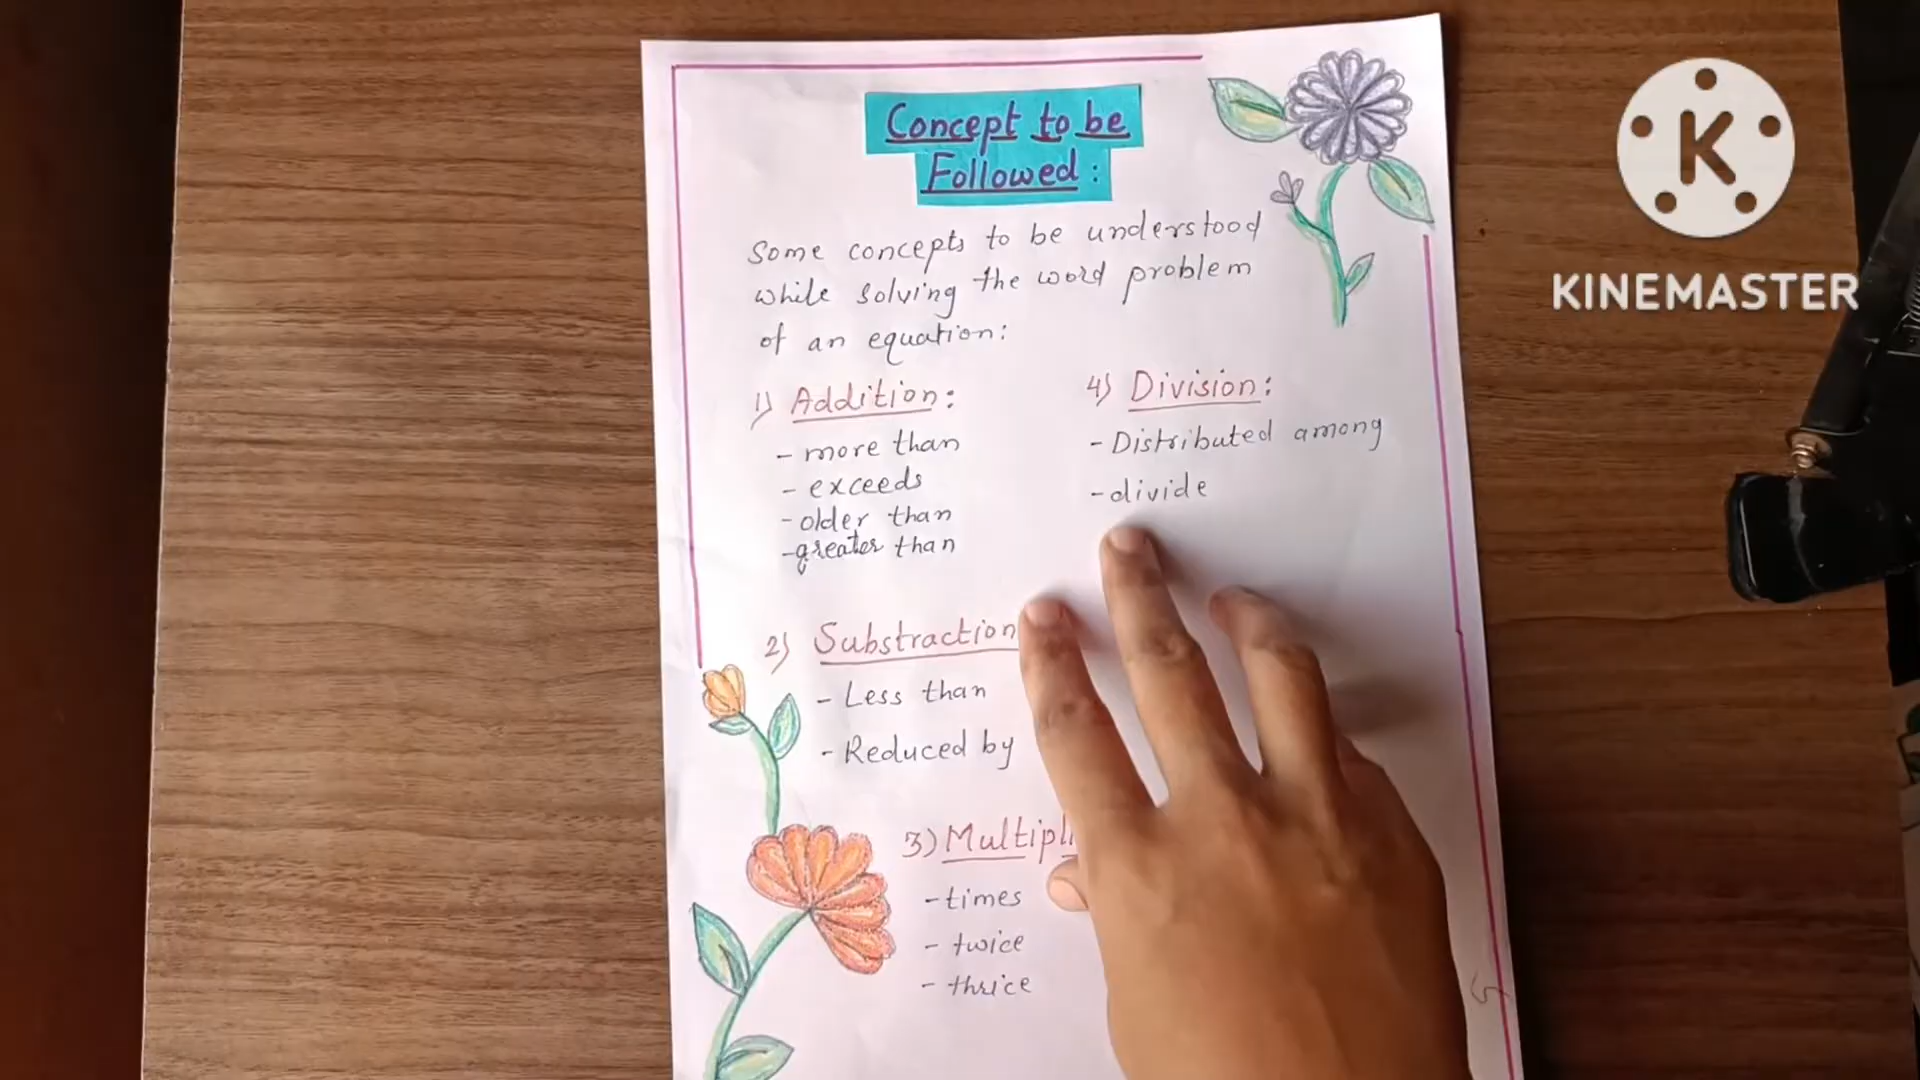 Concept to be
Followed:
Some concepts to be understood
while solving the word problem
of an equation:
1) Addition:
- more than
- exceeds
- older than
- greater than
2) Substraction
- Less than
- Reduced by
3) Multipl
- times
- twice
- thrice
4) Division:
- Distributed among
- divide
K
KINEMASTER